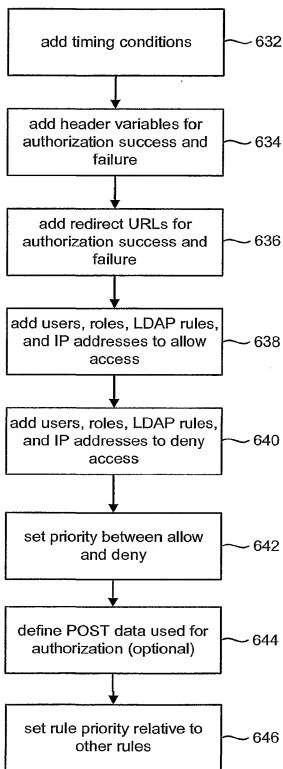 add timing conditions
632
add header variables for
authorization success and
failure
634
add redirect URLs for
authorization success and
failure
636
add users, roles, LDAP rules,
and IP addresses to allow
access
638
add users, roles, LDAP rules,
and IP addresses to deny
access
640
set priority between allow
and deny
642
define POST data used for
authorization (optional)
644
set rule priority relative to
other rules
646